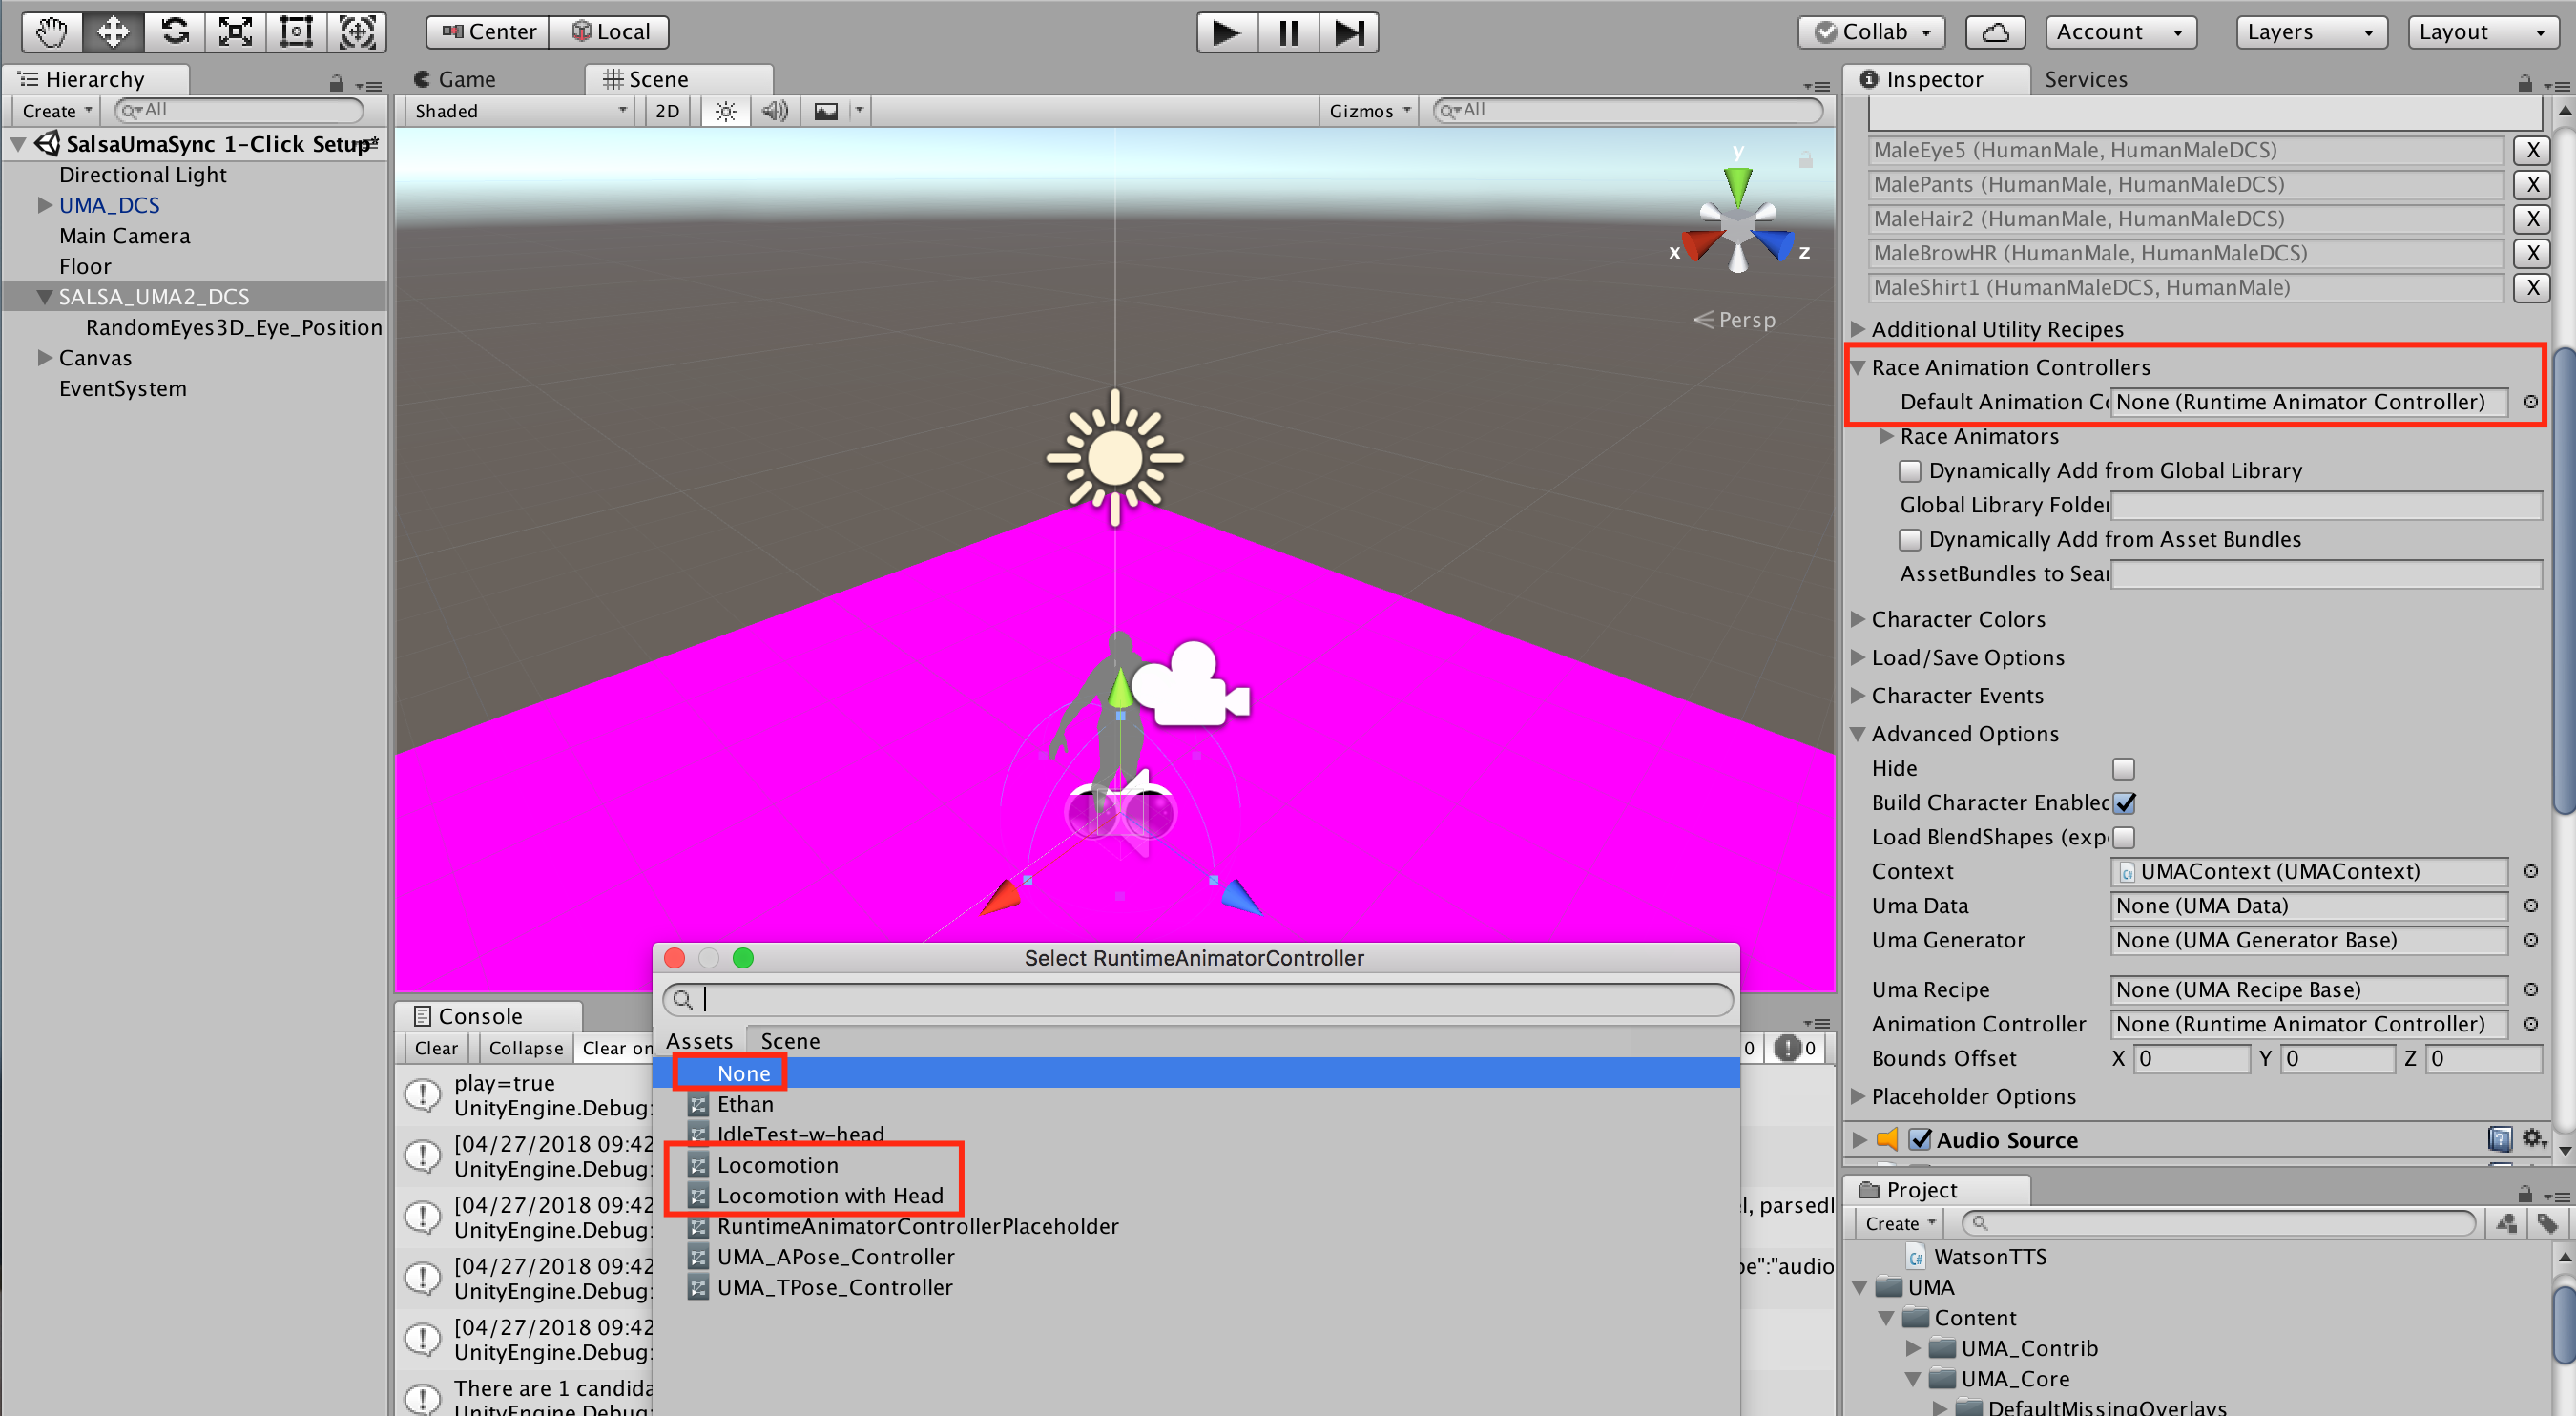 Center Local
Collab Account Layers Layout
Hierarchy
Create All
SalsaUmaSync 1-Click Setup*
Directional Light
UMA_DCS
Main Camera
Floor
SALSA_UMA2_DCS
RandomEyes3D_Eye_Position
Canvas
EventSystem
Game Scene
Shaded 2D Gizmos All
y
x z
Persp
Console
Clear Collapse Clear on
0 0
play=true
UnityEngine.Debug:
[04/27/2018 09:42
UnityEngine.Debug:
[04/27/2018 09:42
UnityEngine.Debug:
[04/27/2018 09:42
UnityEngine.Debug:
[04/27/2018 09:42
UnityEngine.Debug:
There are 1 candida
UnityEngine.Debug:
l, parsedI
pe":"audio
Select RuntimeAnimatorController
Assets Scene
None
Ethan
IdleTest-w-head
Locomotion
Locomotion with Head
RuntimeAnimatorControllerPlaceholder
UMA_APose_Controller
UMA_TPose_Controller
Inspector Services
MaleEye5 (HumanMale, HumanMaleDCS) X
MalePants (HumanMale, HumanMaleDCS) X
MaleHair2 (HumanMale, HumanMaleDCS) X
MaleBrowHR (HumanMale, HumanMaleDCS) X
MaleShirt1 (HumanMaleDCS, HumanMale) X
Additional Utility Recipes
Race Animation Controllers
Default Animation Co None (Runtime Animator Controller)
Race Animators
Dynamically Add from Global Library
Global Library Folder
Dynamically Add from Asset Bundles
AssetBundles to Sear
Character Colors
Load/Save Options
Character Events
Advanced Options
Hide
Build Character Enabled
Load BlendShapes (exp
Context UMAContext (UMAContext)
Uma Data None (UMA Data)
Uma Generator None (UMA Generator Base)
Uma Recipe None (UMA Recipe Base)
Animation Controller None (Runtime Animator Controller)
Bounds Offset X 0 Y 0 Z 0
Placeholder Options
Audio Source
Project
Create
WatsonTTS
UMA
Content
UMA_Contrib
UMA_Core
DefaultMissingOverlays